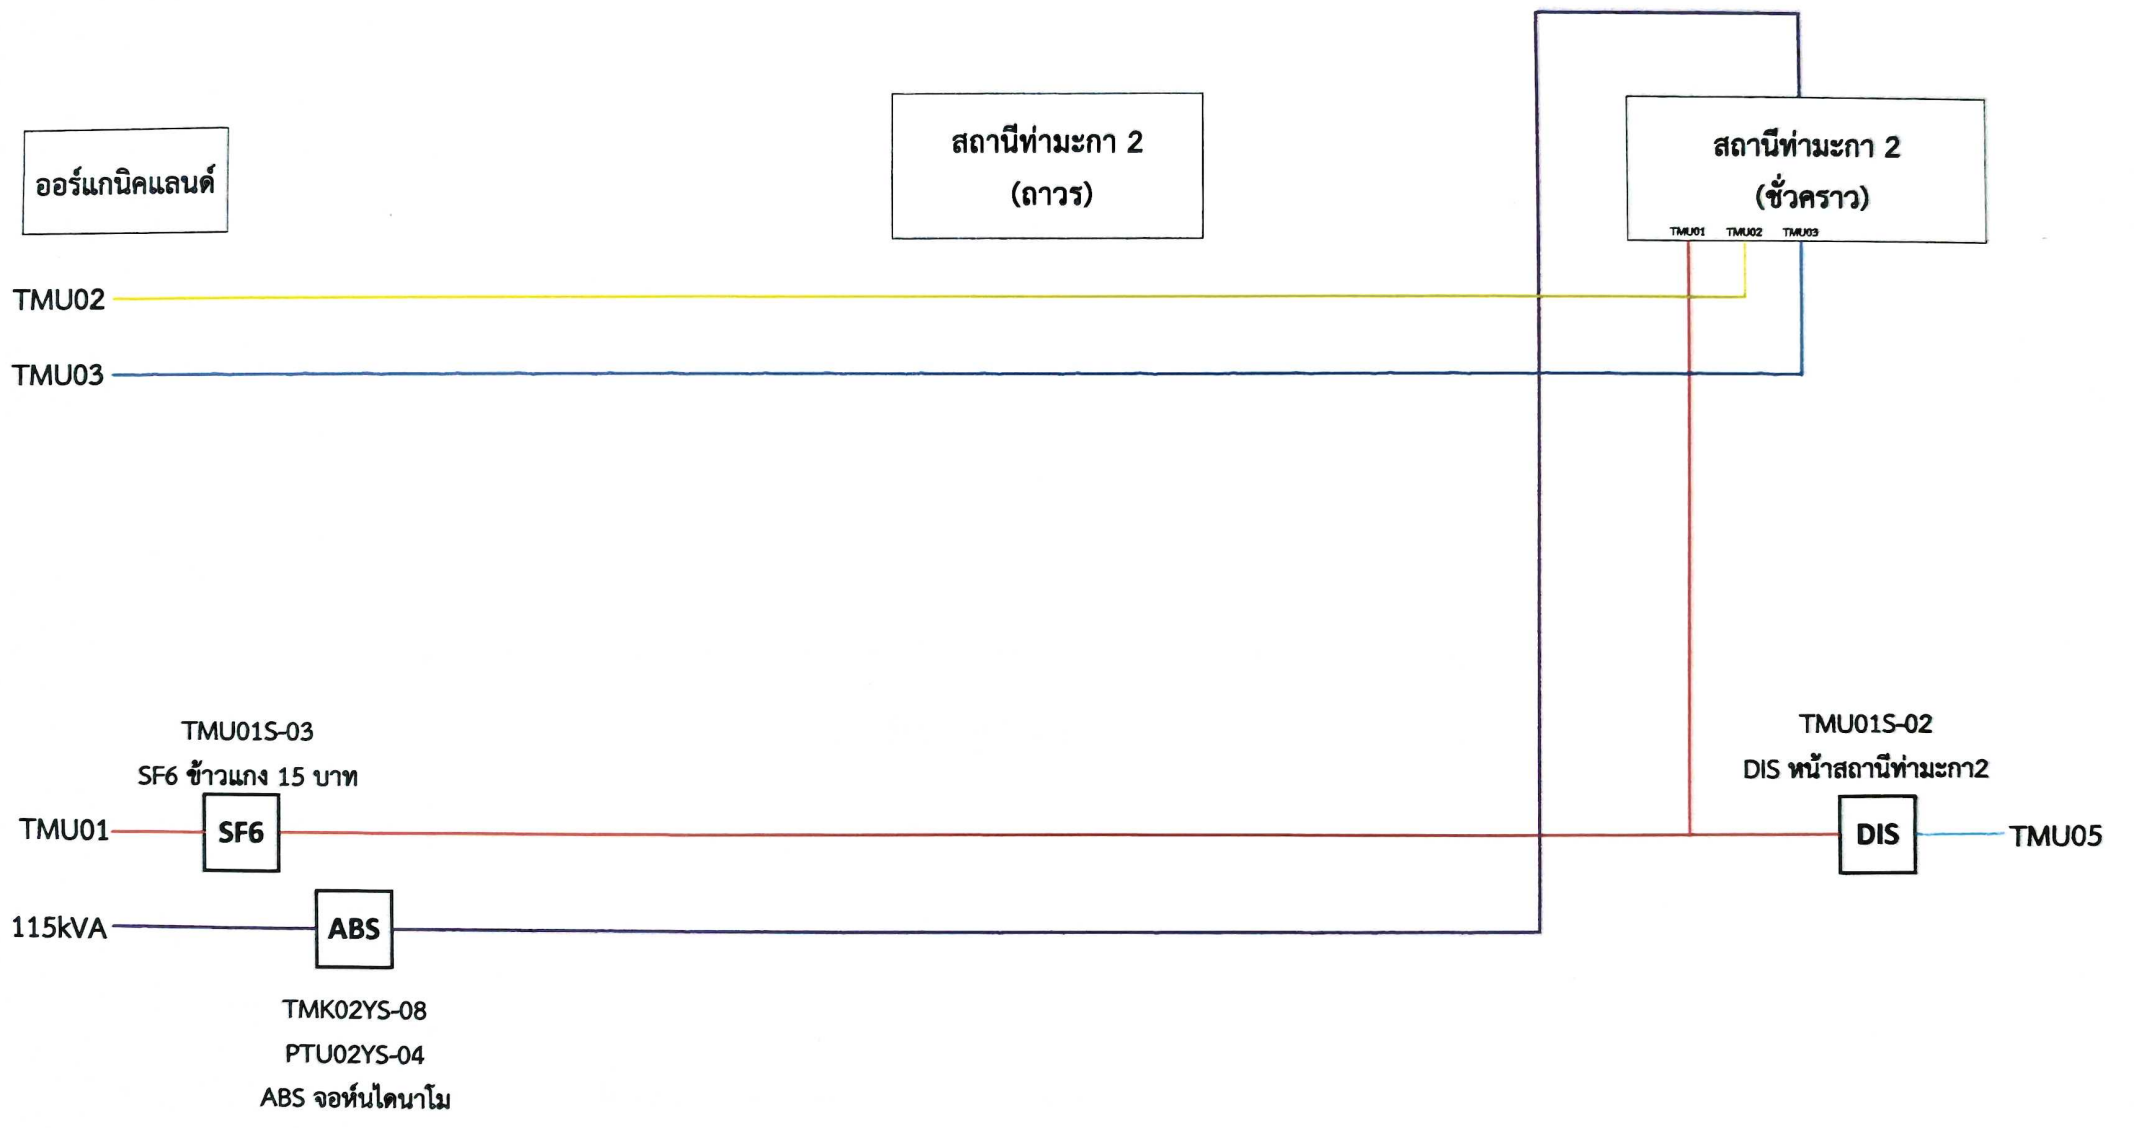 ออร์แกนิคแลนด์
สถานีท่ามะกา 2
(ถาวร)
สถานีท่ามะกา 2
(ชั่วคราว)
TMU01 TMU02 TMU03
TMU02
TMU03
TMU01S-03
SF6 ข้าวแกง 15 บาท
TMU01
SF6
TMU01S-02
DIS หน้าสถานีท่ามะกา2
DIS
TMU05
115kVA
ABS
TMK02YS-08
PTU02YS-04
ABS จอห์นไดนาโม